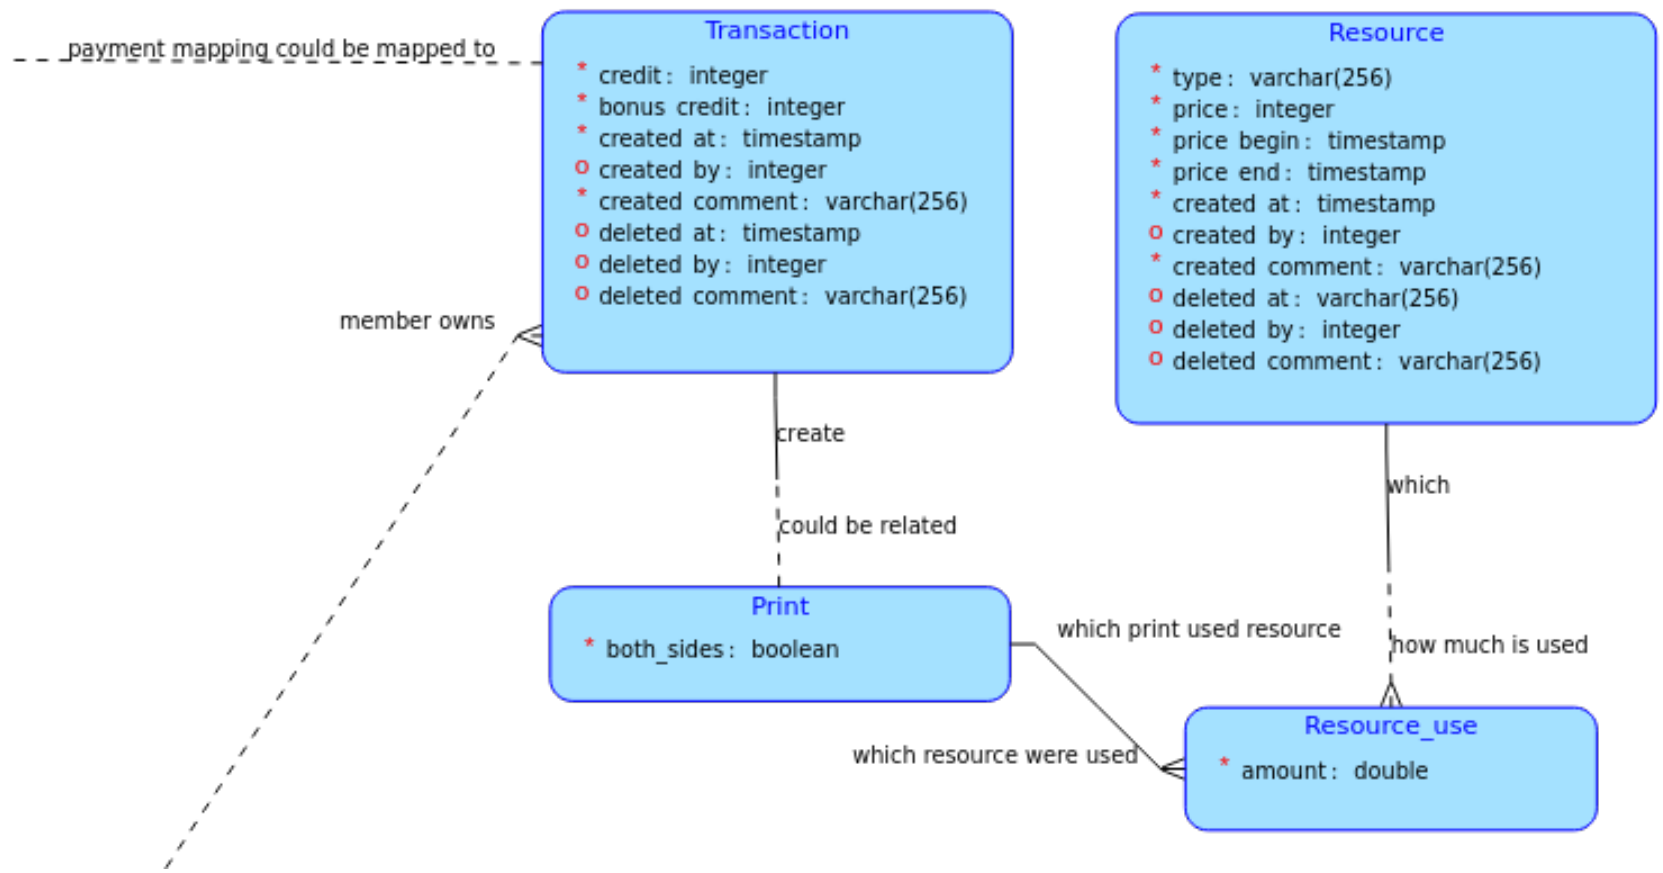 payment mapping could be mapped to
Transaction
* credit: integer
* bonus credit: integer
* created at: timestamp
o created by: integer
* created comment: varchar(256)
o deleted at: timestamp
o deleted by: integer
o deleted comment: varchar(256)
Resource
* type: varchar(256)
* price: integer
* price begin: timestamp
* price end: timestamp
* created at: timestamp
o created by: integer
* created comment: varchar(256)
o deleted at: varchar(256)
o deleted by: integer
o deleted comment: varchar(256)
member owns
create
could be related
which
how much is used
Print
* both_sides: boolean
which print used resource
which resource were used
Resource_use
* amount: double